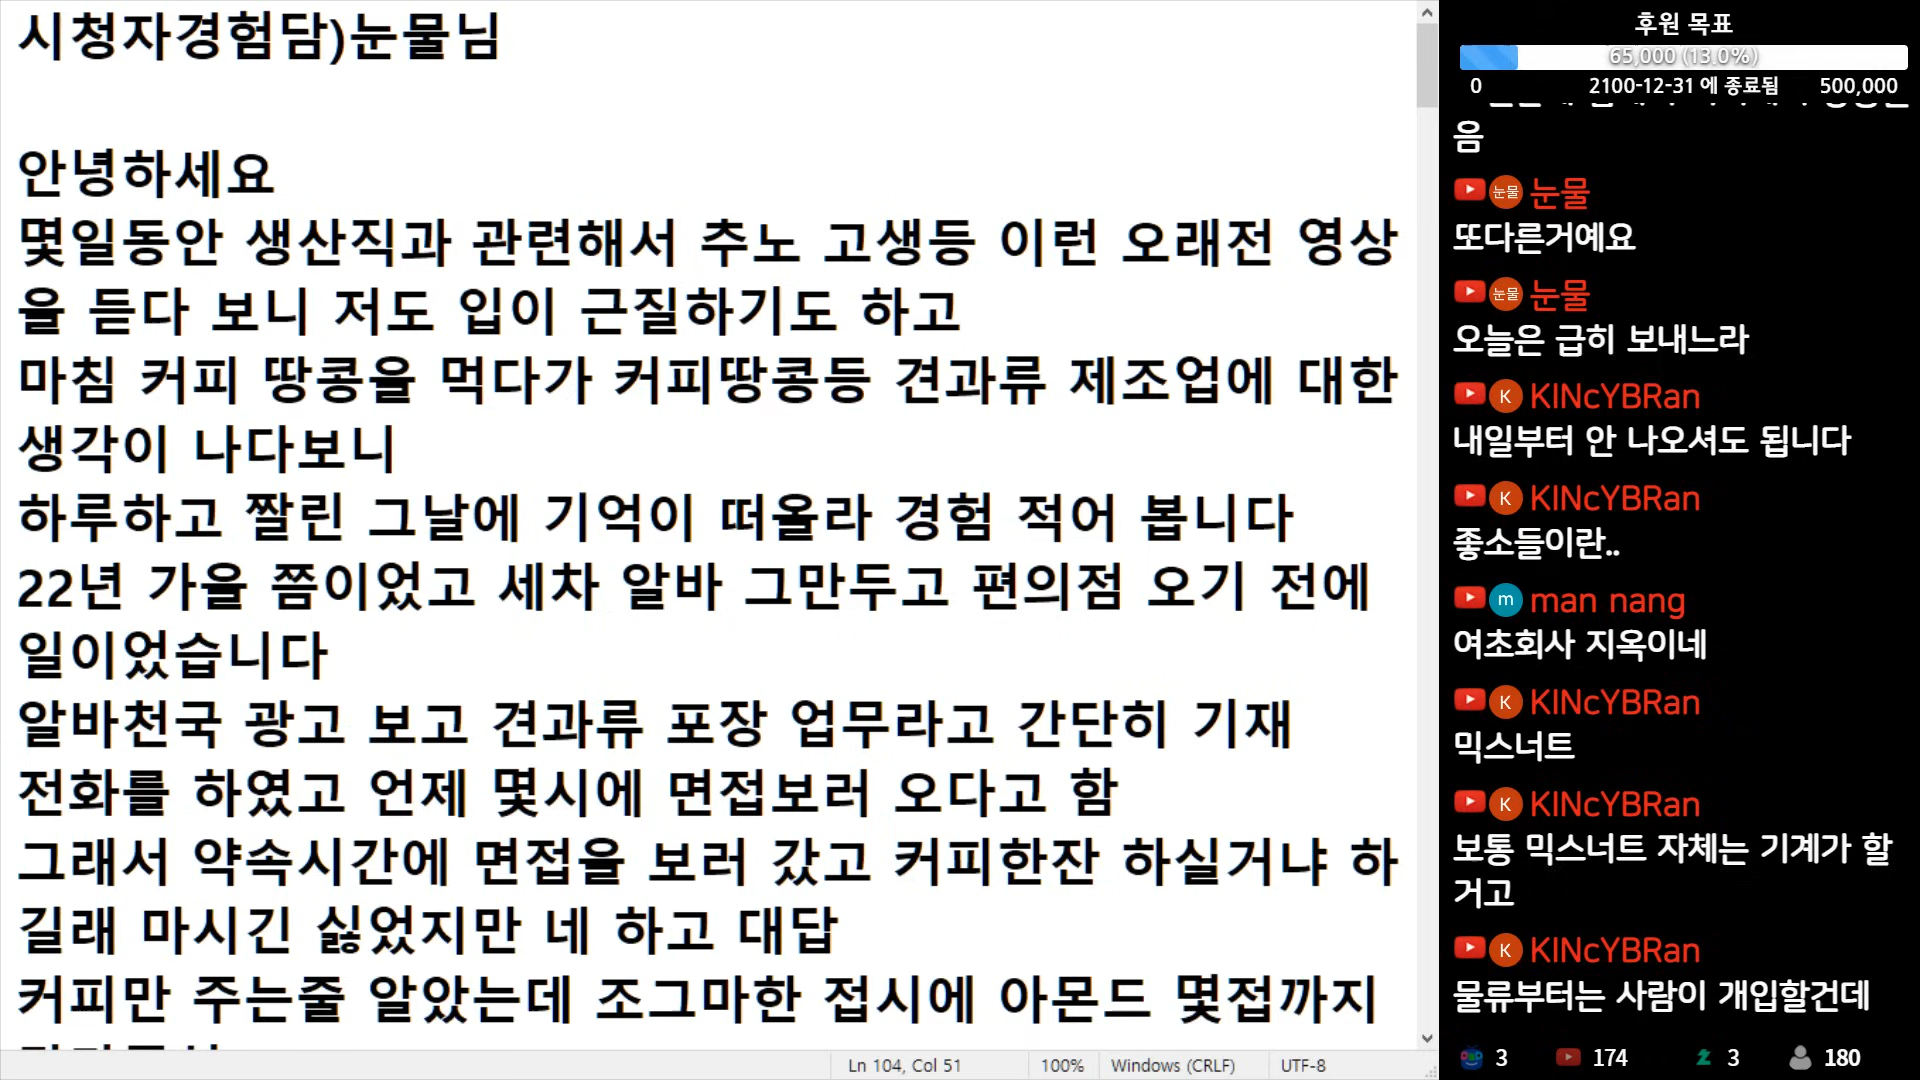 시청자경험담)눈물님
안녕하세요
몇일동안 생산직과 관련해서 추노 고생등 이런 오래전 영상
을 듣다 보니 저도 입이 근질하기도 하고
마침 커피 땅콩을 먹다가 커피땅콩등 견과류 제조업에 대한
생각이 나다보니
하루하고 짤린 그날에 기억이 떠올라 경험 적어 봅니다
22년 가을 쯤이었고 세차 알바 그만두고 편의점 오기 전에
일이었습니다
알바천국 광고 보고 견과류 포장 업무라고 간단히 기재
전화를 하였고 언제 몇시에 면접보러 오다고 함
그래서 약속시간에 면접을 보러 갔고 커피한잔 하실거냐 하
길래 마시긴 싫었지만 네 하고 대답
커피만 주는줄 알았는데 조그마한 접시에 아몬드 몇접까지
Ln 104, Col 51
100%
Windows (CRLF)
UTF-8
후원 목표
65,000 (13.0%)
0
2100-12-31 에 종료됨
500,000
음
눈물 눈물
또다른거예요
눈물 눈물
오늘은 급히 보내느라
K KINcYBRan
내일부터 안 나오셔도 됩니다
K KINcYBRan
좋소들이란..
m man nang
여초회사 지옥이네
K KINcYBRan
믹스너트
K KINcYBRan
보통 믹스너트 자체는 기계가 할
거고
K KINcYBRan
물류부터는 사람이 개입할건데
3
174
3
180